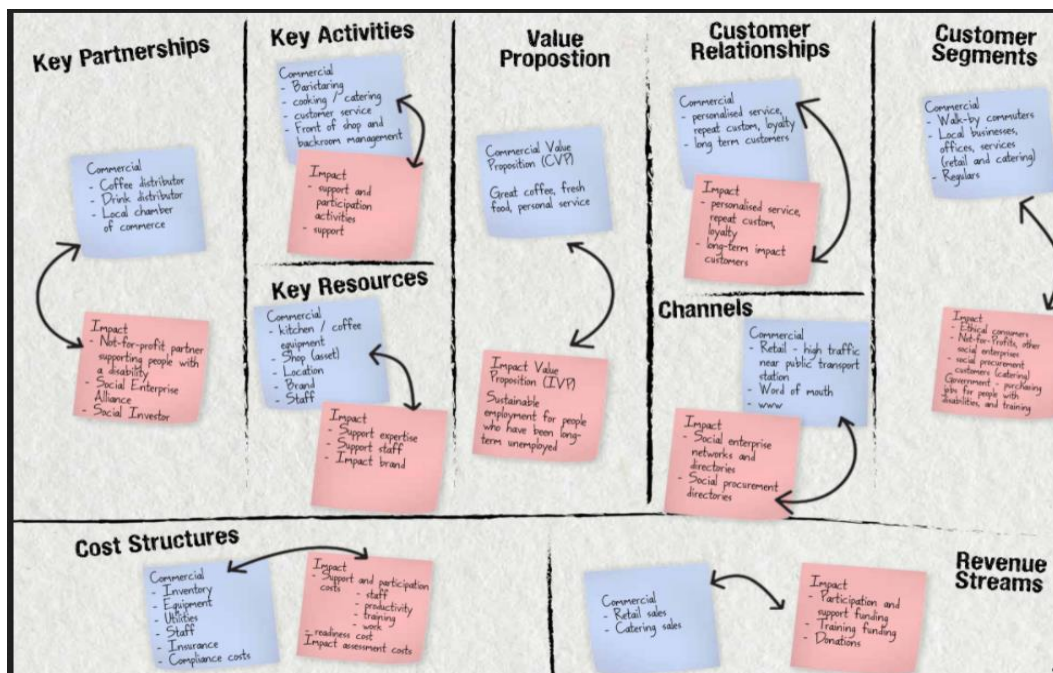 Key Partnerships
Commercial
- Coffee distributor
- Drink distributor
- Local chamber
of commerce
Impact
- Not-for-profit partner
supporting people with
a disability
- Social Enterprise
Alliance
- Social Investor
Key Activities
Commercial
- Baristaring
- cooking / catering
- customer service
- Front of shop and
backroom management
Impact
- support and
participation
activities
- support
Key Resources
Commercial
- kitchen / coffee
equipment
- Shop (asset)
- Location
- Brand
- Staff
Impact
- Support expertise
- Support staff
- Impact brand
Value
Propostion
Commercial Value
Proposition (CVP)
Great coffee, fresh
food, personal service
Impact Value
Proposition (IVP)
Sustainable
employment for people
who have been long-
term unemployed
Customer
Relationships
Commercial
- personalised service,
repeat custom, loyalty
- long term customers
Impact
- personalised service,
repeat custom,
loyalty
- long-term impact
customers
Channels
Commercial
- Retail - high traffic
near public transport
station
- Word of mouth
- www
Impact
- Social enterprise
networks and
directories
- Social procurement
directories
Customer
Segments
Commercial
- Walk-by commuters
- Local businesses,
offices, services
(retail and catering)
- Regulars
Impact
- Ethical consumers
- Not-for-Profits, other
social enterprises
- social procurement
customers (catering)
Government - purchasing
jobs for people with
disabilities, and training
Cost Structures
Commercial
- Inventory
- Equipment
- Utilities
- Staff
- Insurance
- Compliance costs
Impact
- Support and participation
costs - staff
- productivity
- training
- work
- readiness cost
Impact assessment costs
Revenue
Streams
Commercial
- Retail sales
- Catering sales
Impact
- Participation and
support funding
- Training funding
- Donations